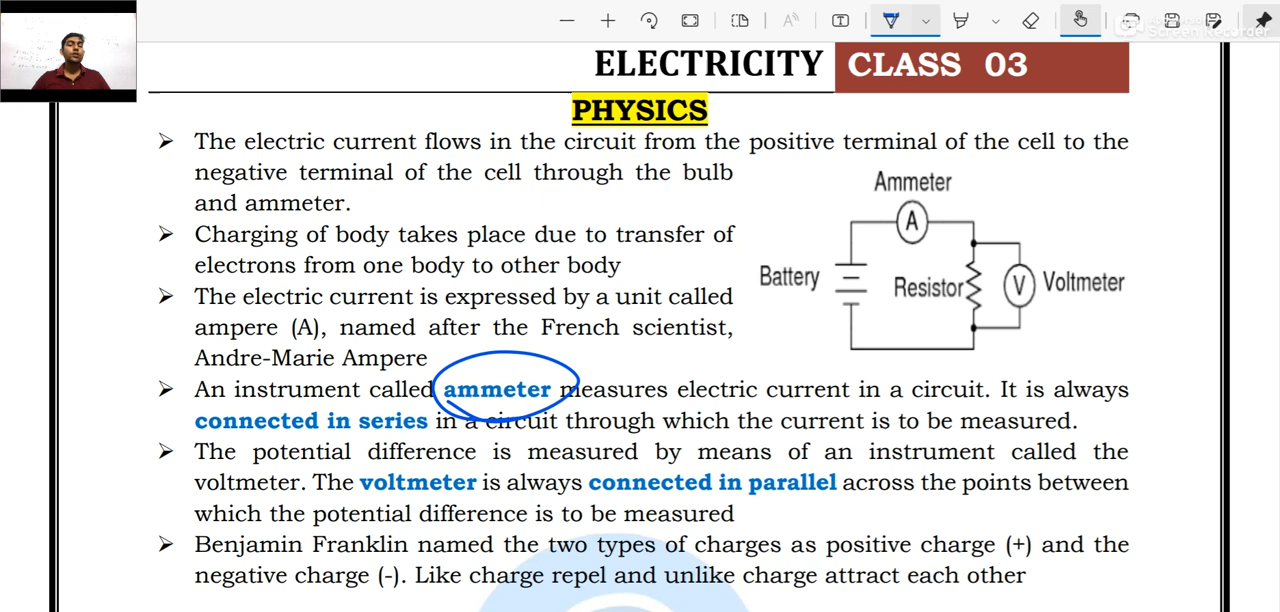 Screen Recorder
ELECTRICITY CLASS 03
PHYSICS
➢ The electric current flows in the circuit from the positive terminal of the cell to the
negative terminal of the cell through the bulb
and ammeter.
➢ Charging of body takes place due to transfer of
electrons from one body to other body
➢ The electric current is expressed by a unit called
ampere (A), named after the French scientist,
Andre-Marie Ampere
Ammeter
A
Battery
Resistor
V
Voltmeter
➢ An instrument called ammeter measures electric current in a circuit. It is always
connected in series in a circuit through which the current is to be measured.
➢ The potential difference is measured by means of an instrument called the
voltmeter. The voltmeter is always connected in parallel across the points between
which the potential difference is to be measured
➢ Benjamin Franklin named the two types of charges as positive charge (+) and the
negative charge (-). Like charge repel and unlike charge attract each other